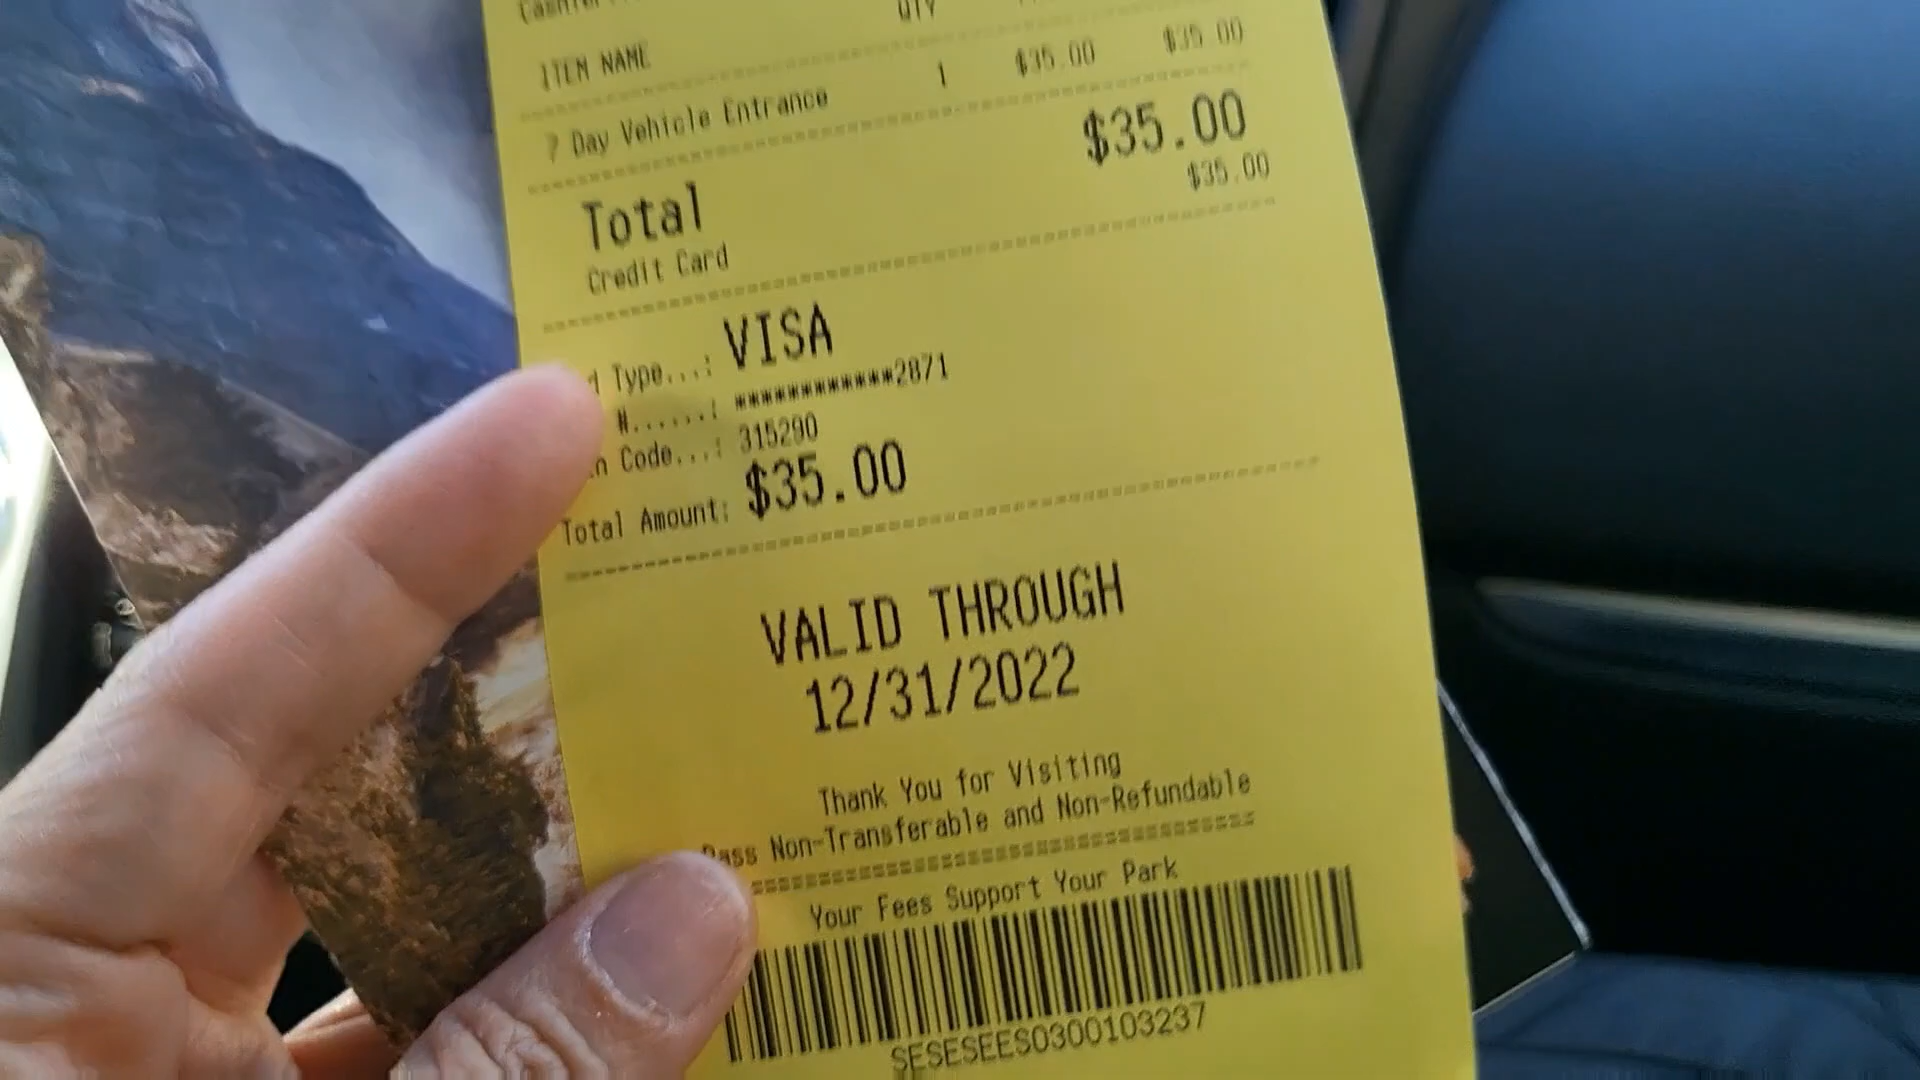 QTY
ITEM NAME
7 Day Vehicle Entrance 1 $35.00 $35.00
Total $35.00
Credit Card $35.00
Type...: VISA
#......: ************2871
Code...: 315290
Total Amount: $35.00
VALID THROUGH
12/31/2022
Thank You for Visiting
Pass Non-Transferable and Non-Refundable
Your Fees Support Your Park
SESESEES0300103237